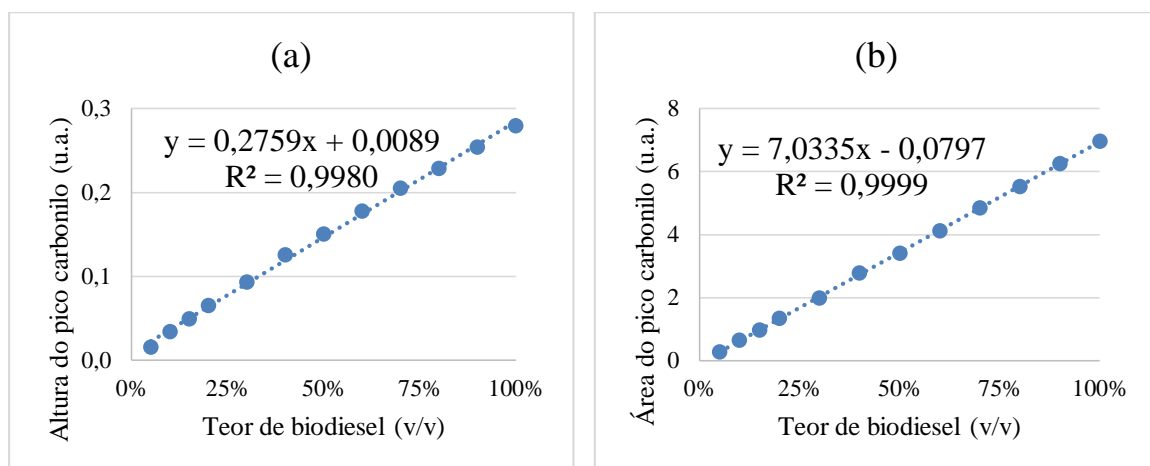 (a)
Altura do pico carbonilo (u.a.)
0,3
0,2
0,1
0,0
y = 0,2759x + 0,0089
R² = 0,9980
0% 25% 50% 75% 100%
Teor de biodiesel (v/v)
(b)
Área do pico carbonilo (u.a.)
8
6
4
2
0
y = 7,0335x - 0,0797
R² = 0,9999
0% 25% 50% 75% 100%
Teor de biodiesel (v/v)